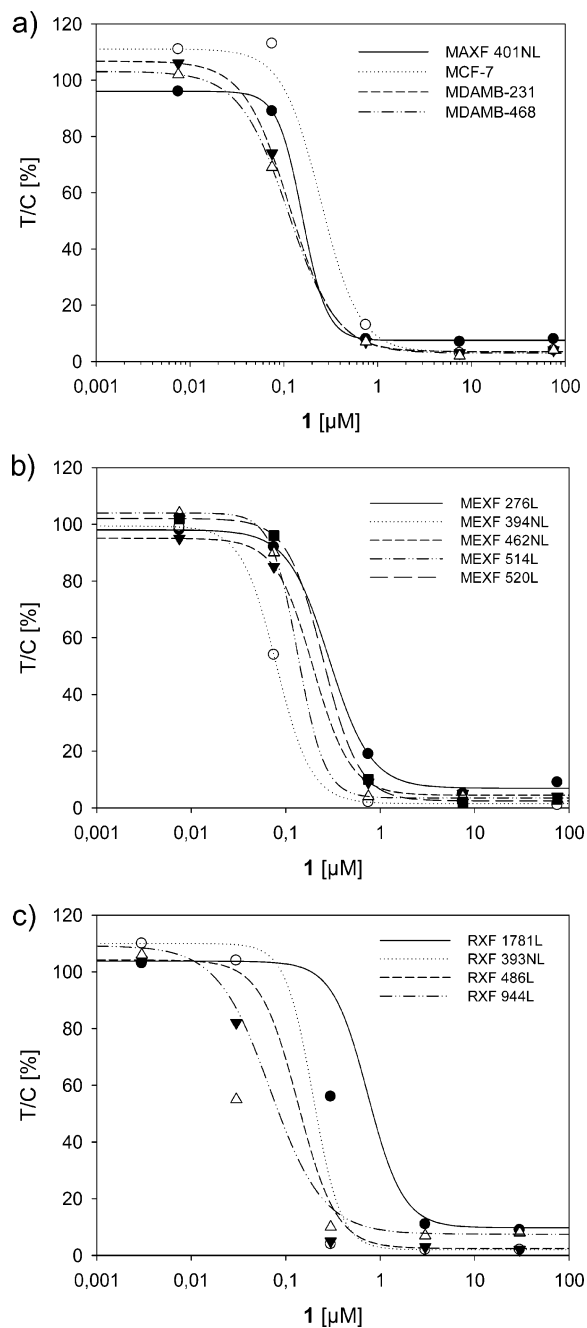 a)
120
100
80
60
40
20
0
T/C [%]
MAXF 401NL
MCF-7
MDAMB-231
MDAMB-468
0,001 0,01 0,1 1 10 100
1 [µM]
b)
120
100
80
60
40
20
0
T/C [%]
MEXF 276L
MEXF 394NL
MEXF 462NL
MEXF 514L
MEXF 520L
0,001 0,01 0,1 1 10 100
1 [µM]
c)
120
100
80
60
40
20
0
T/C [%]
RXF 1781L
RXF 393NL
RXF 486L
RXF 944L
0,001 0,01 0,1 1 10 100
1 [µM]